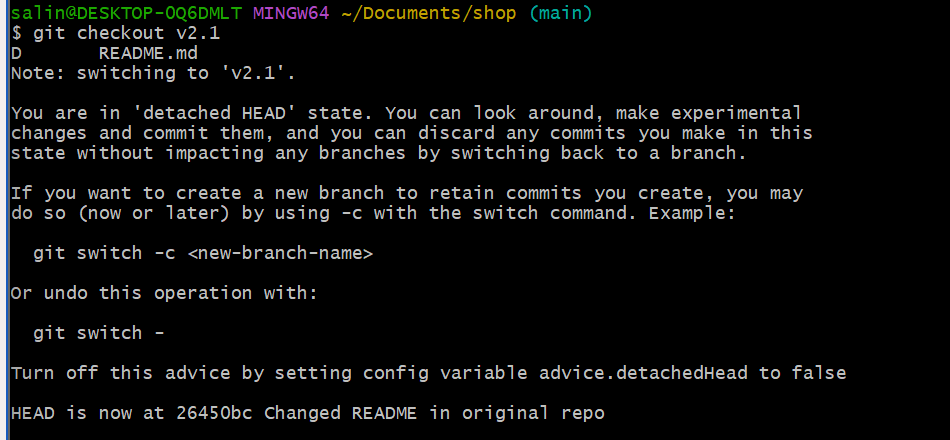 salin@DESKTOP-OQ6DMLT MINGW64 ~/Documents/shop (main)
$ git checkout v2.1
D       README.md
Note: switching to 'v2.1'.

You are in 'detached HEAD' state. You can look around, make experimental
changes and commit them, and you can discard any commits you make in this
state without impacting any branches by switching back to a branch.

If you want to create a new branch to retain commits you create, you may
do so (now or later) by using -c with the switch command. Example:

  git switch -c <new-branch-name>

Or undo this operation with:

  git switch -

Turn off this advice by setting config variable advice.detachedHead to false

HEAD is now at 26450bc Changed README in original repo